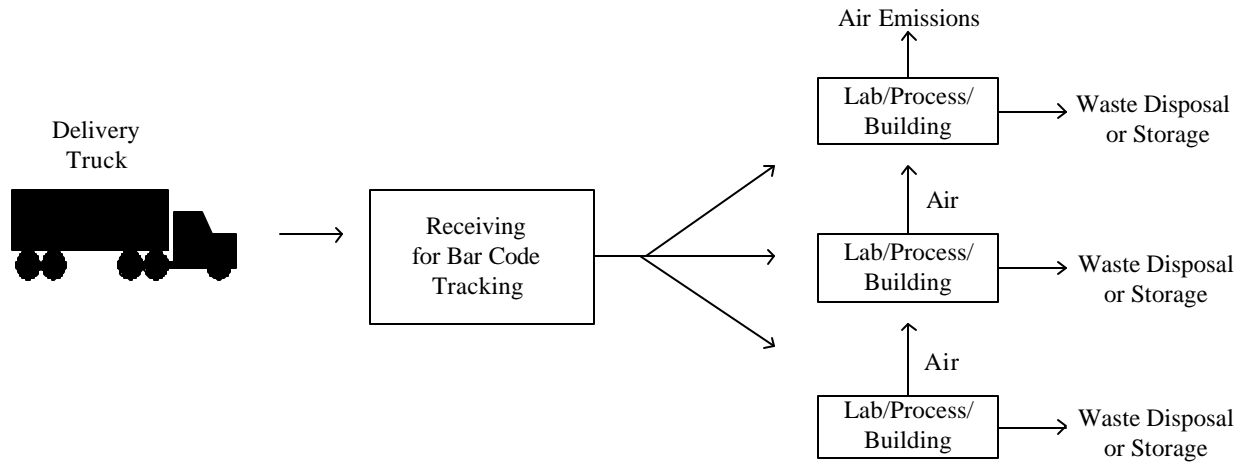 Air Emissions
Lab/Process/
Building
Waste Disposal
or Storage
Delivery
Truck
Air
Receiving
for Bar Code
Tracking
Lab/Process/
Building
Waste Disposal
or Storage
Air
Lab/Process/
Building
Waste Disposal
or Storage